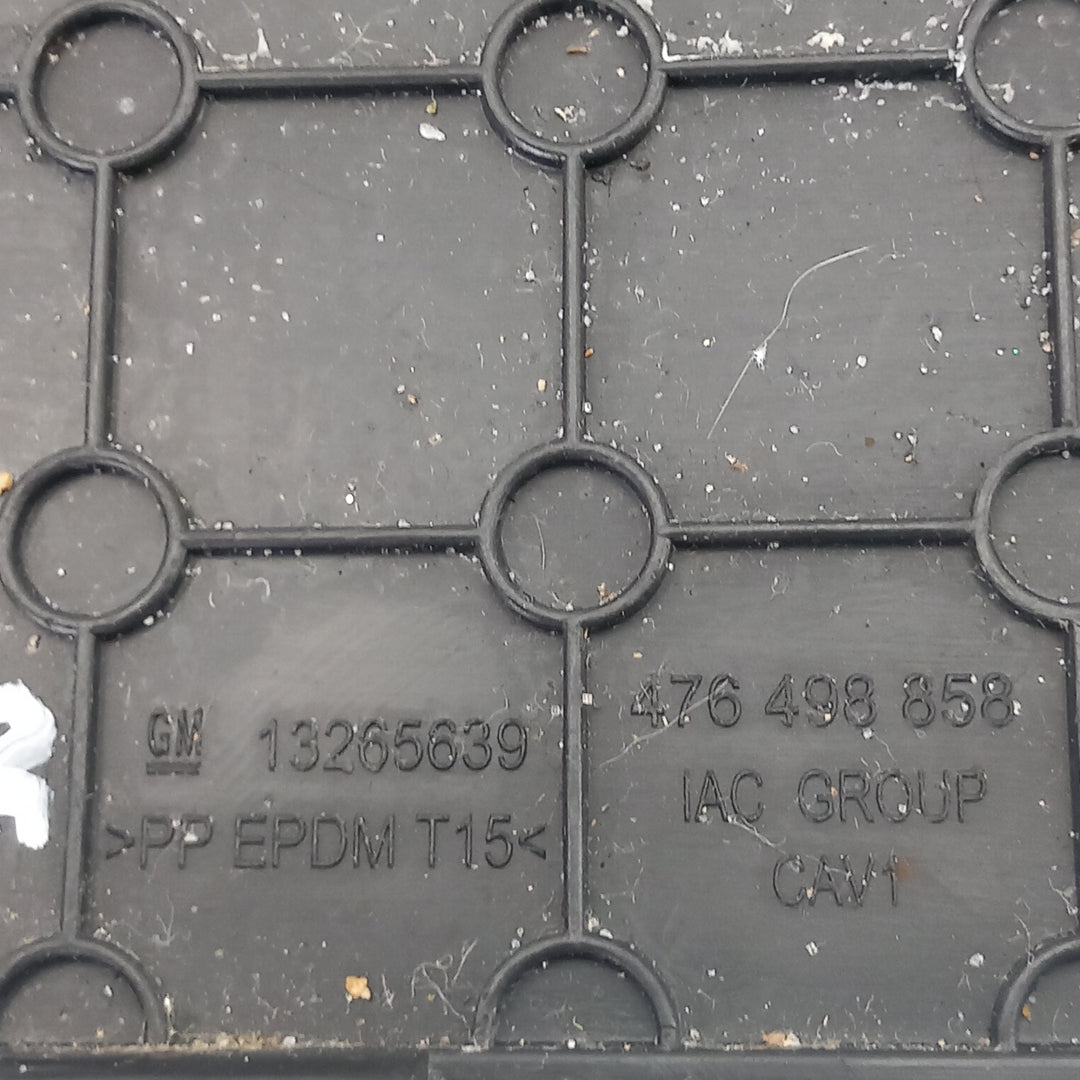 GM 13265639
>PP EPDM T15<
476 498 858
IAC GROUP
CAV1
R